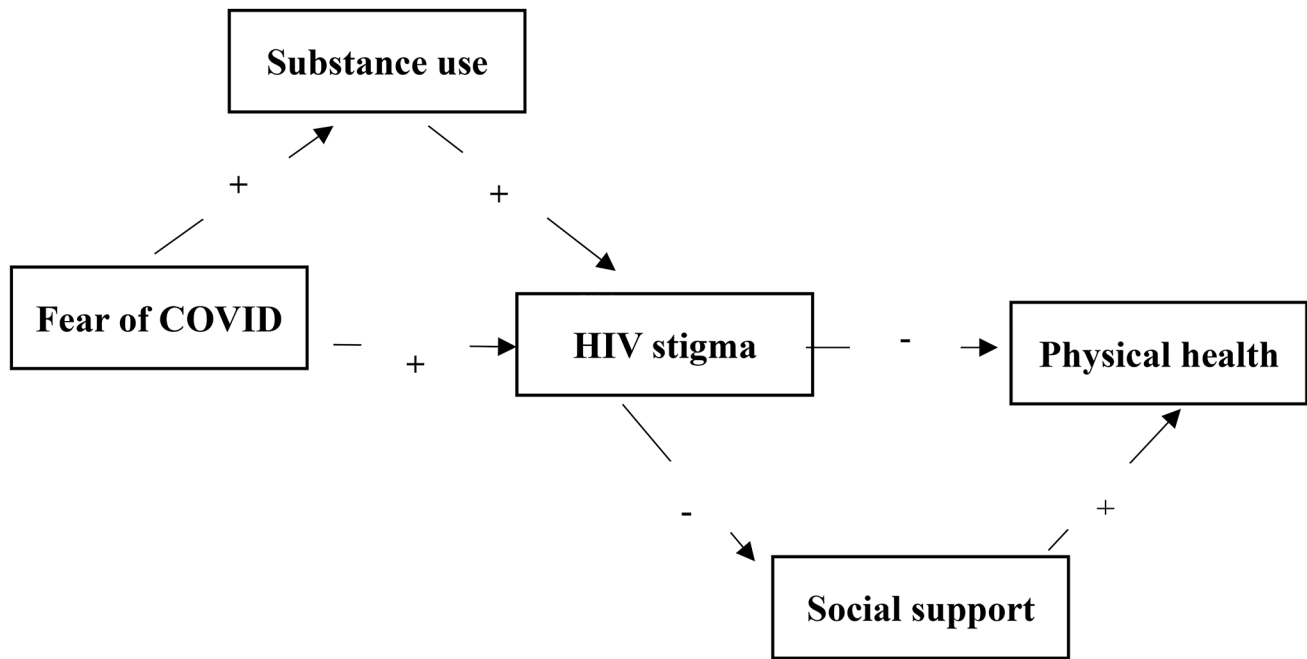 Substance use
+
+
Fear of COVID
+
HIV stigma
-
Physical health
-
+
Social support